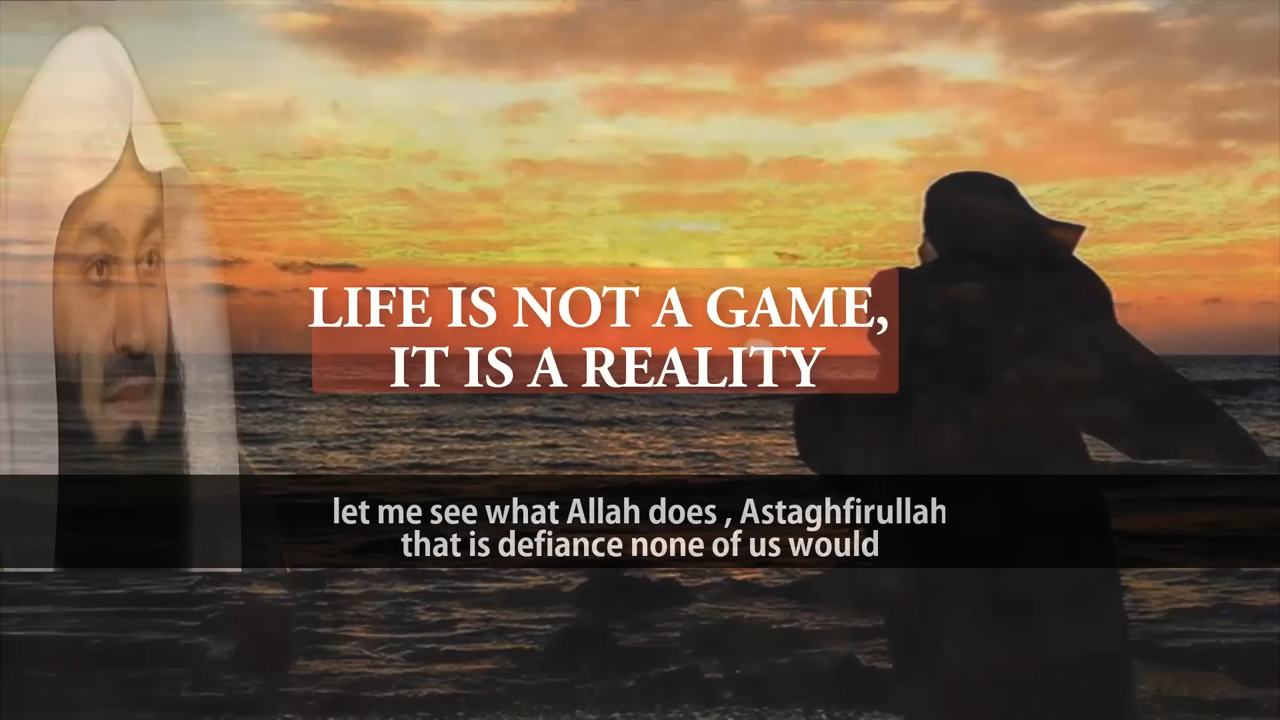 LIFE IS NOT A GAME,
IT IS A REALITY
let me see what Allah does , Astaghfirullah
that is defiance none of us would